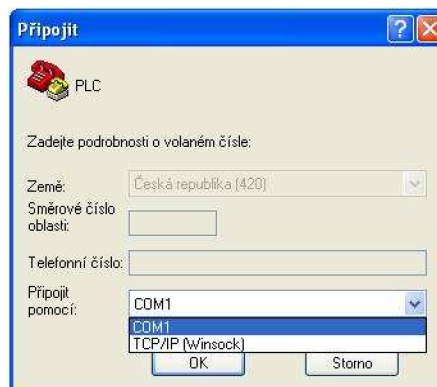 Připojit
PLC
Zadejte podrobnosti o volaném čísle:
Země: Česká republika (420)
Směrové číslo
oblasti:
Telefonní číslo:
Připojit
pomocí: COM1
COM1
TCP/IP (Winsock)
OK Storno